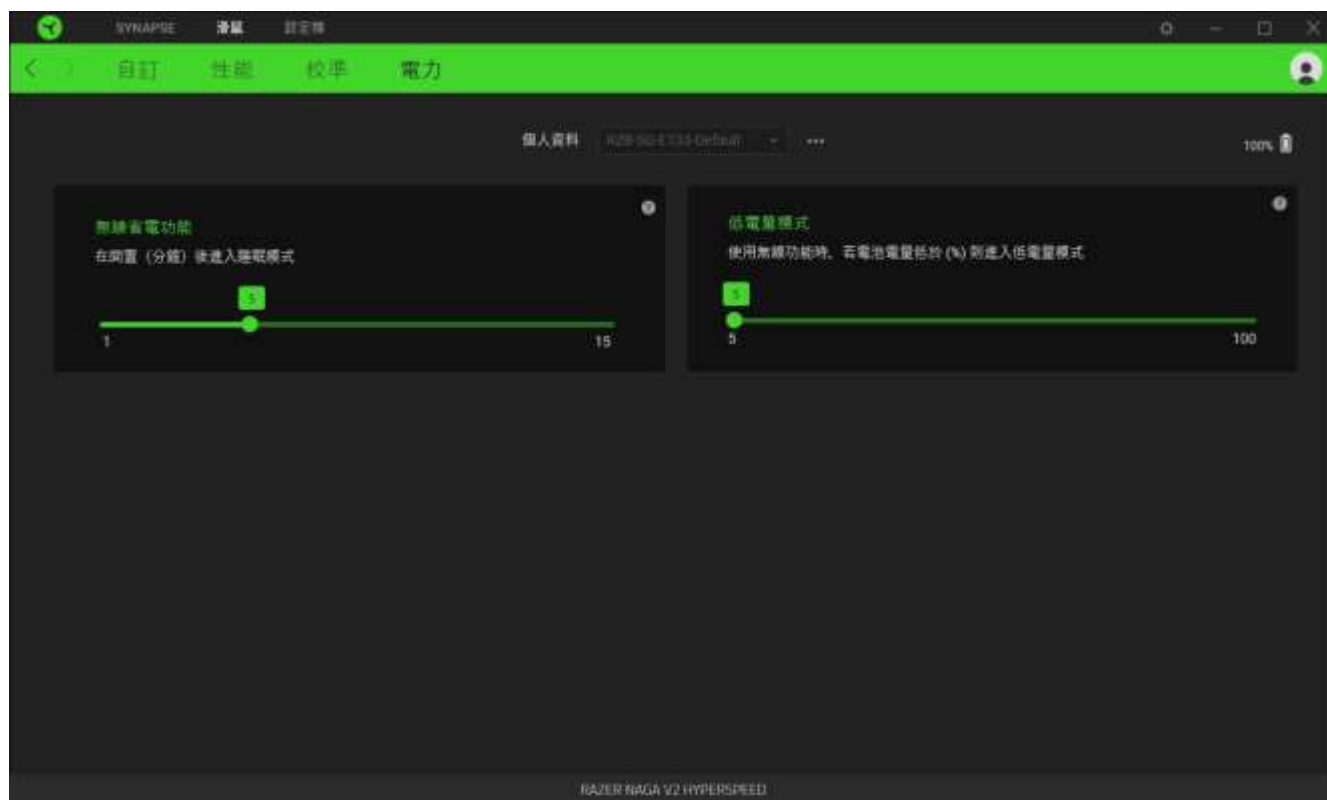 SYNAPSE 滑鼠 設定檔
自訂 性能 校準 電力
個人資料
100%
無線省電功能
在閒置（分鐘）後進入睡眠模式
5
1 15
低電量模式
使用無線功能時，若電池電量低於 (%) 則進入低電量模式
5
5 100
RAZER NAGA V2 HYPERSPEED